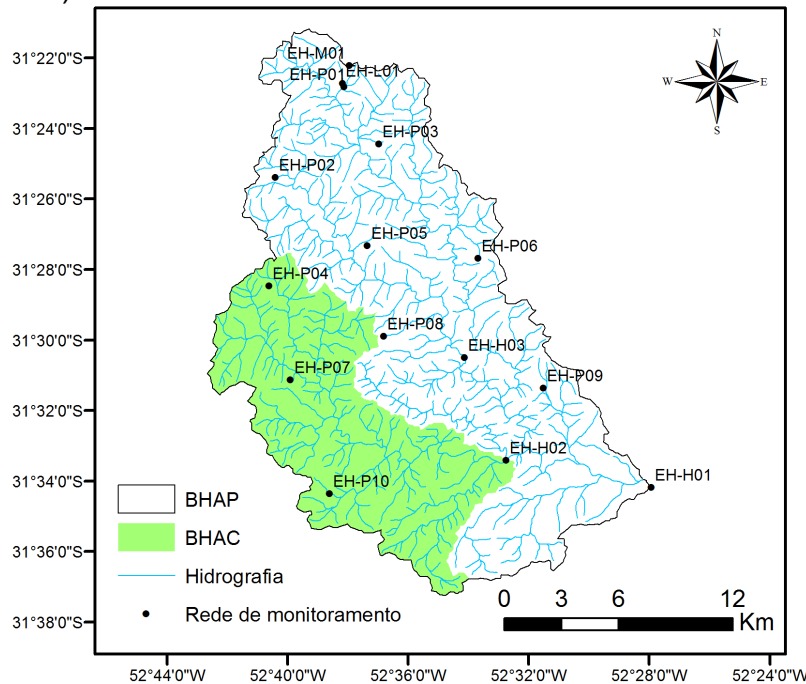 )
N
W
E
S
31°22'0"S
31°24'0"S
31°26'0"S
31°28'0"S
31°30'0"S
31°32'0"S
31°34'0"S
31°36'0"S
31°38'0"S
EH-M01
EH-P01
EH-L01
EH-P03
EH-P02
EH-P05
EH-P06
EH-P04
EH-P08
EH-H03
EH-P07
EH-P09
EH-H02
EH-H01
EH-P10
BHAP
BHAC
Hidrografia
Rede de monitoramento
0 3 6 12
Km
52°44'0"W 52°40'0"W 52°36'0"W 52°32'0"W 52°28'0"W 52°24'0"W